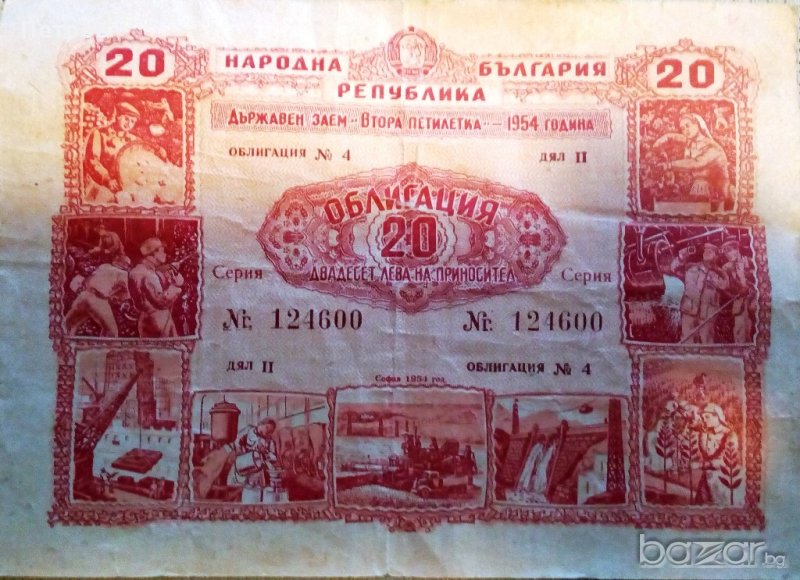 20 НАРОДНА БЪЛГАРИЯ 20
РЕПУБЛИКА
ДЪРЖАВЕН ЗАЕМ "ВТОРА ПЕТИЛЕТКА" - 1954 ГОДИНА
ОБЛИГАЦИЯ № 4 ДЯЛ II
ОБЛИГАЦИЯ
20
ДВАДЕСЕТ ЛЕВА НА ПРИНОСИТЕЛ
Серия Серия
№ 124600 № 124600
ДЯЛ II ОБЛИГАЦИЯ № 4
София 1954 год.
bazar.bg